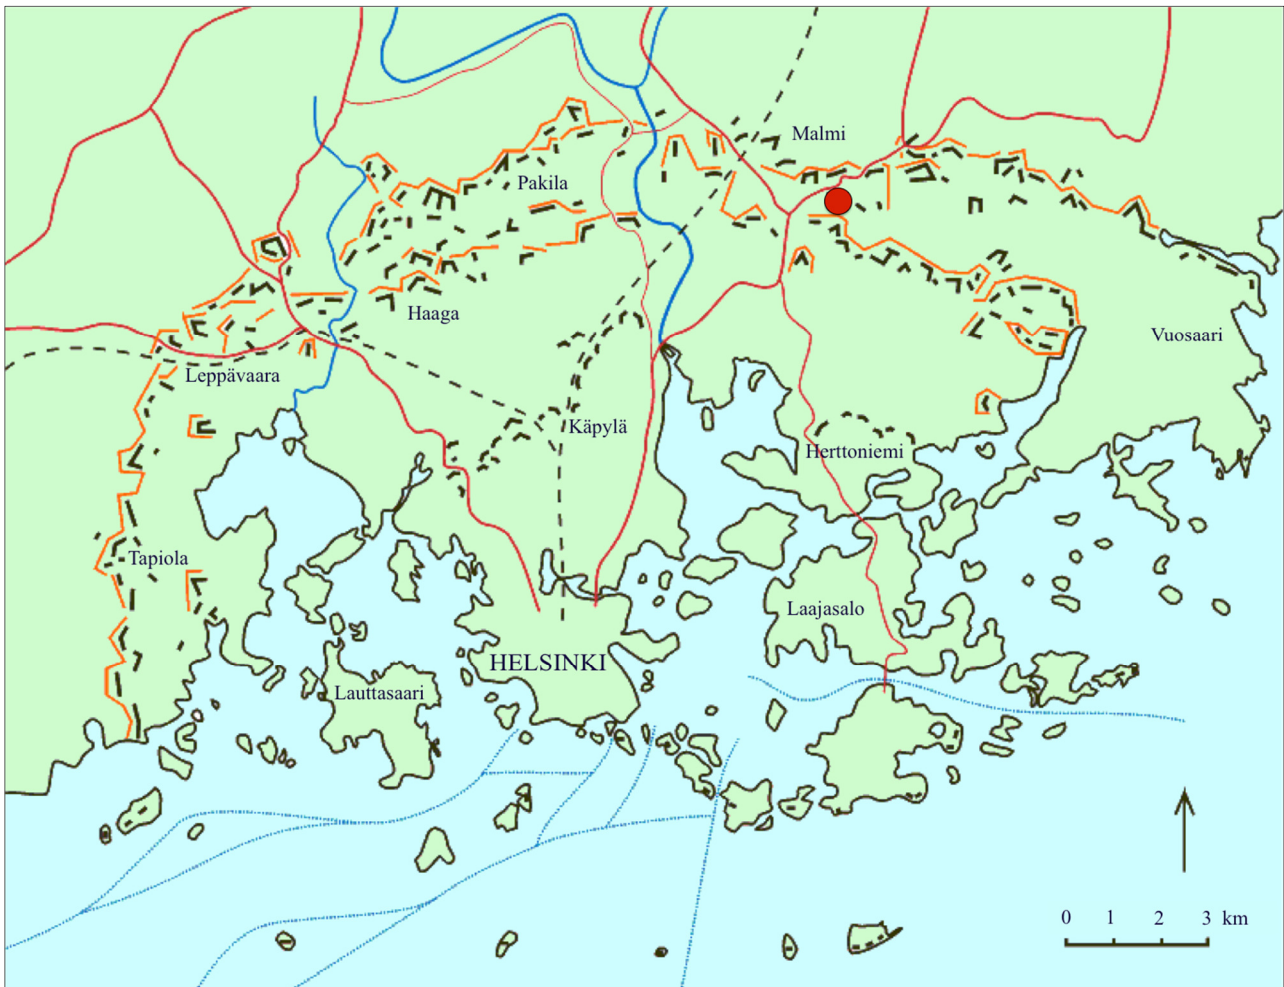 Malmi
Pakila
Haaga
Vuosaari
Leppävaara
Käpylä
Herttoniemi
Tapiola
Laajasalo
HELSINKI
Lauttasaari
0 1 2 3 km